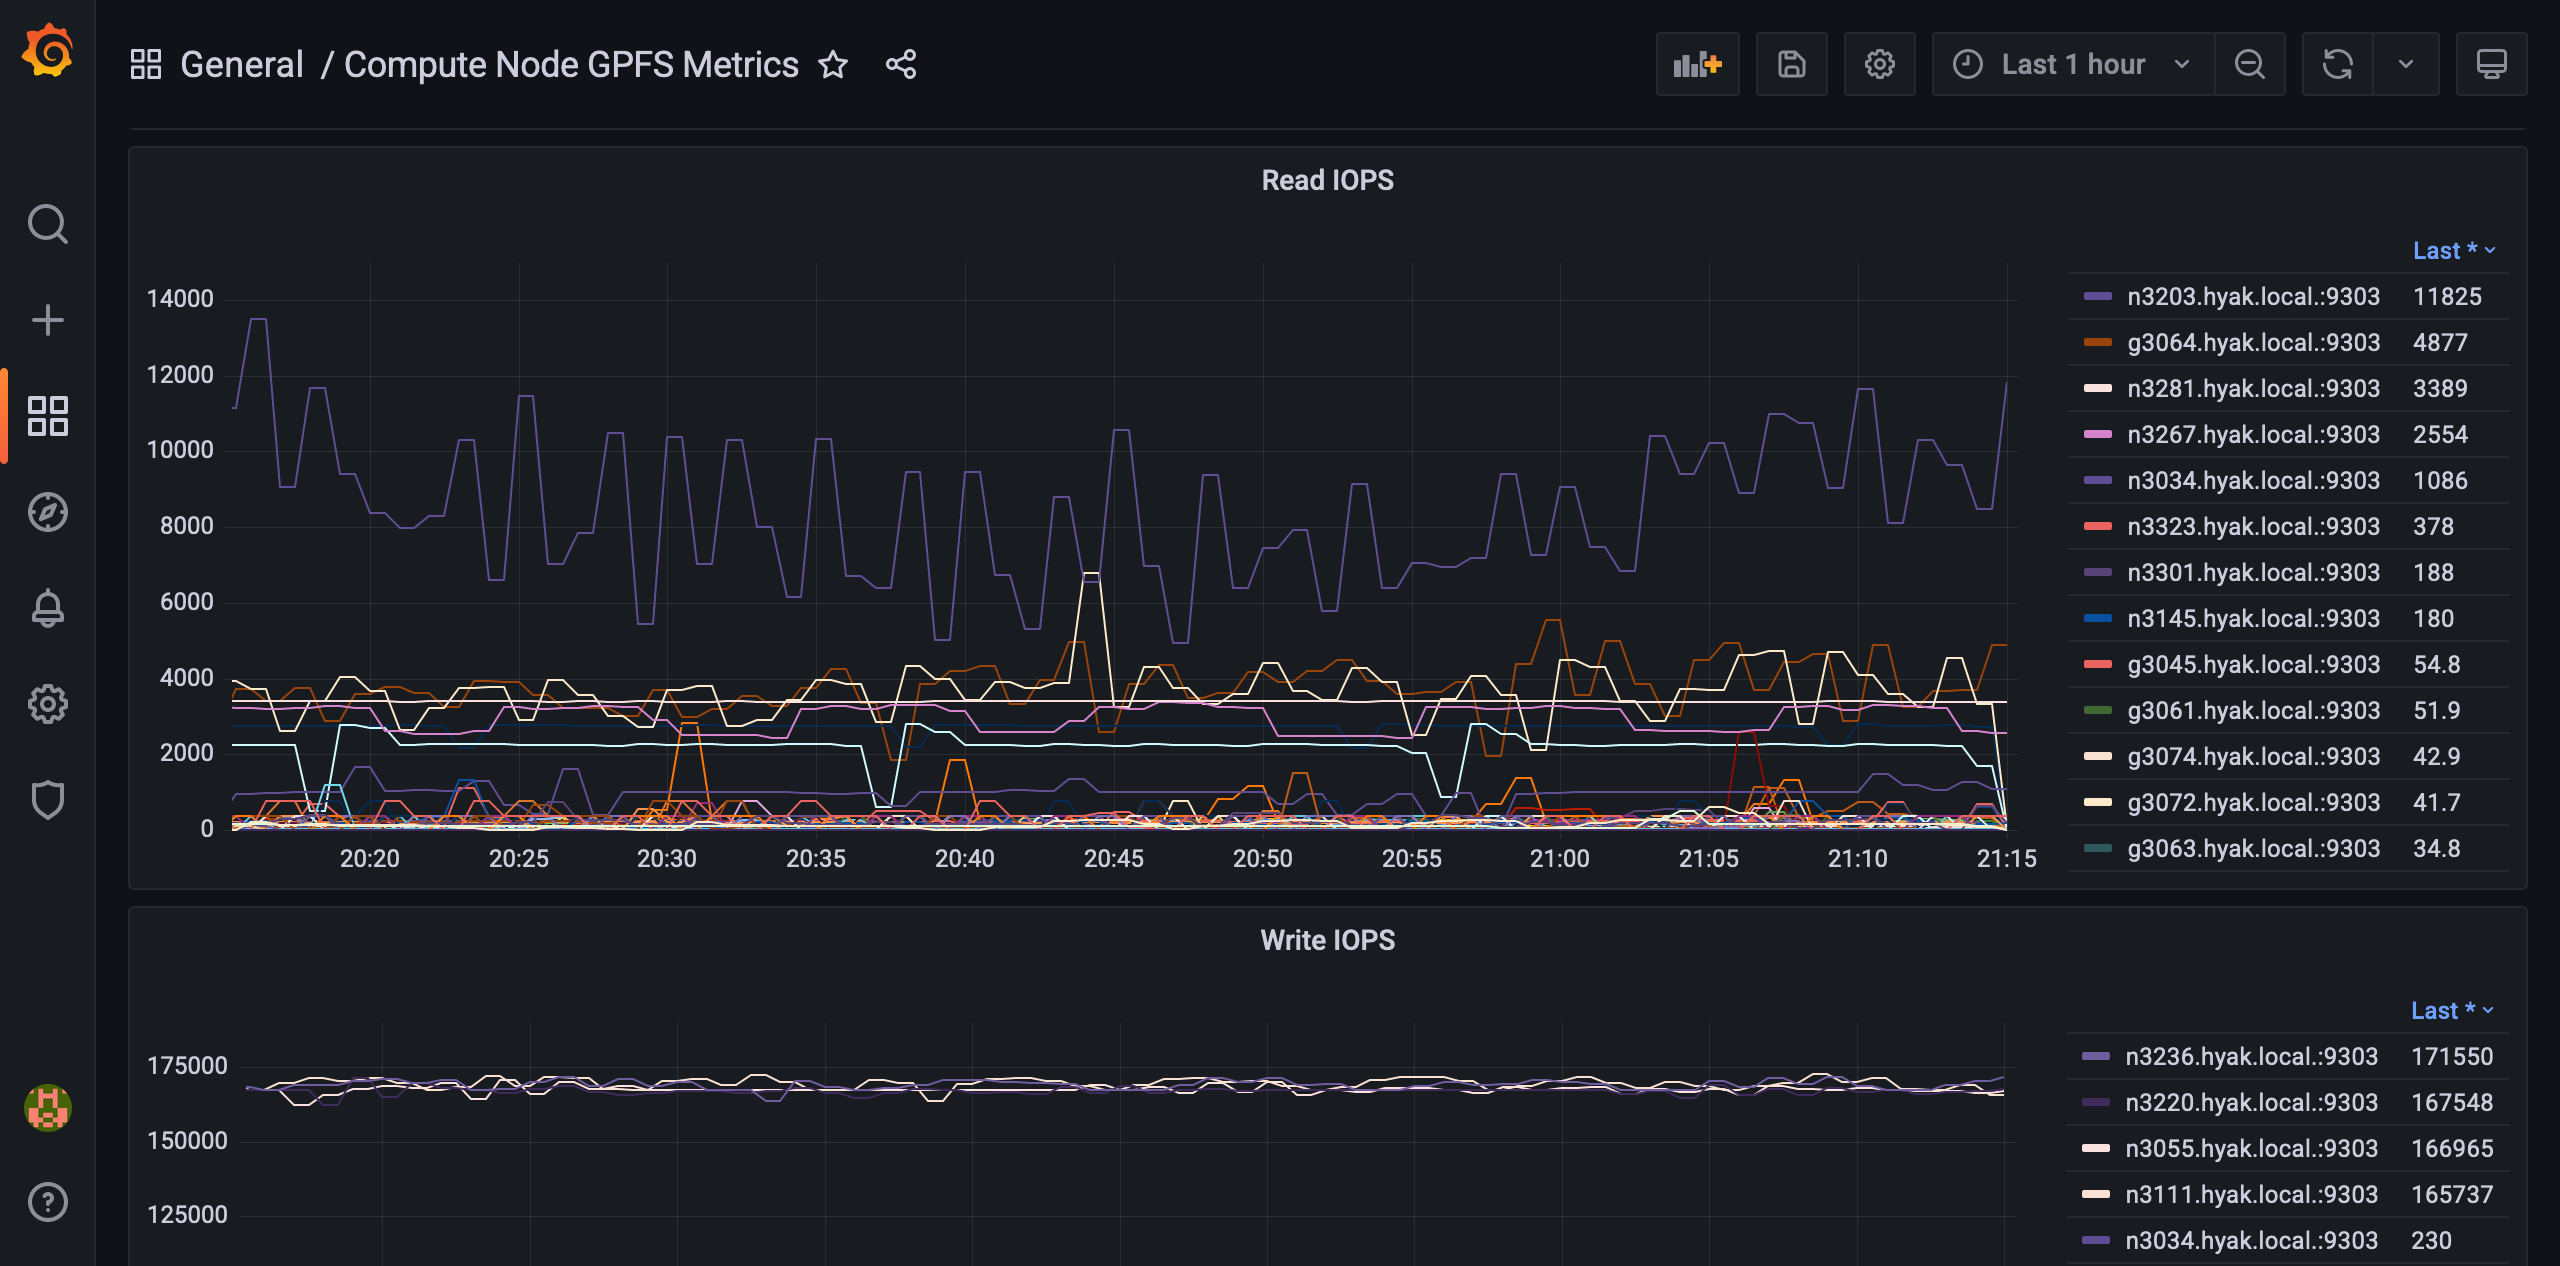 General / Compute Node GPFS Metrics
Last 1 hour
Read IOPS
Last *
14000
12000
10000
8000
6000
4000
2000
0
20:20 20:25 20:30 20:35 20:40 20:45 20:50 20:55 21:00 21:05 21:10 21:15
n3203.hyak.local.:9303 11825
g3064.hyak.local.:9303 4877
n3281.hyak.local.:9303 3389
n3267.hyak.local.:9303 2554
n3034.hyak.local.:9303 1086
n3323.hyak.local.:9303 378
n3301.hyak.local.:9303 188
n3145.hyak.local.:9303 180
g3045.hyak.local.:9303 54.8
g3061.hyak.local.:9303 51.9
g3074.hyak.local.:9303 42.9
g3072.hyak.local.:9303 41.7
g3063.hyak.local.:9303 34.8
Write IOPS
Last *
175000
150000
125000
n3236.hyak.local.:9303 171550
n3220.hyak.local.:9303 167548
n3055.hyak.local.:9303 166965
n3111.hyak.local.:9303 165737
n3034.hyak.local.:9303 230